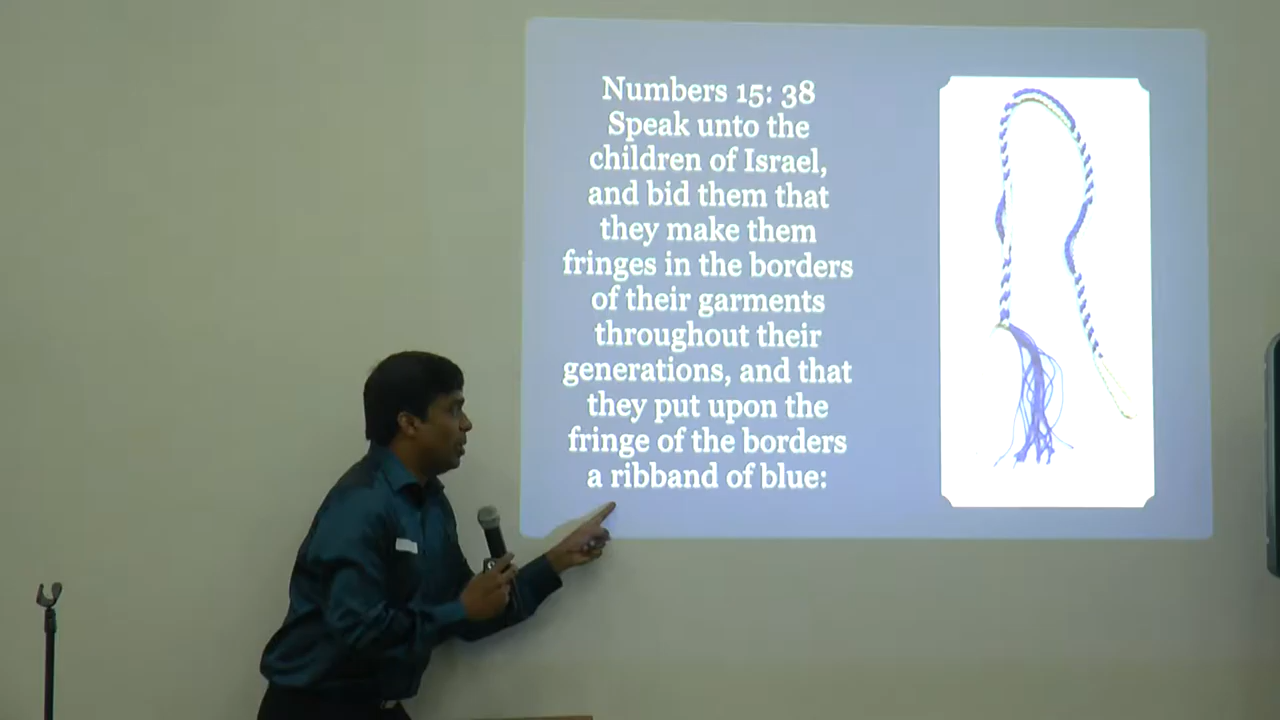 Numbers 15: 38
Speak unto the
children of Israel,
and bid them that
they make them
fringes in the borders
of their garments
throughout their
generations, and that
they put upon the
fringe of the borders
a ribband of blue: